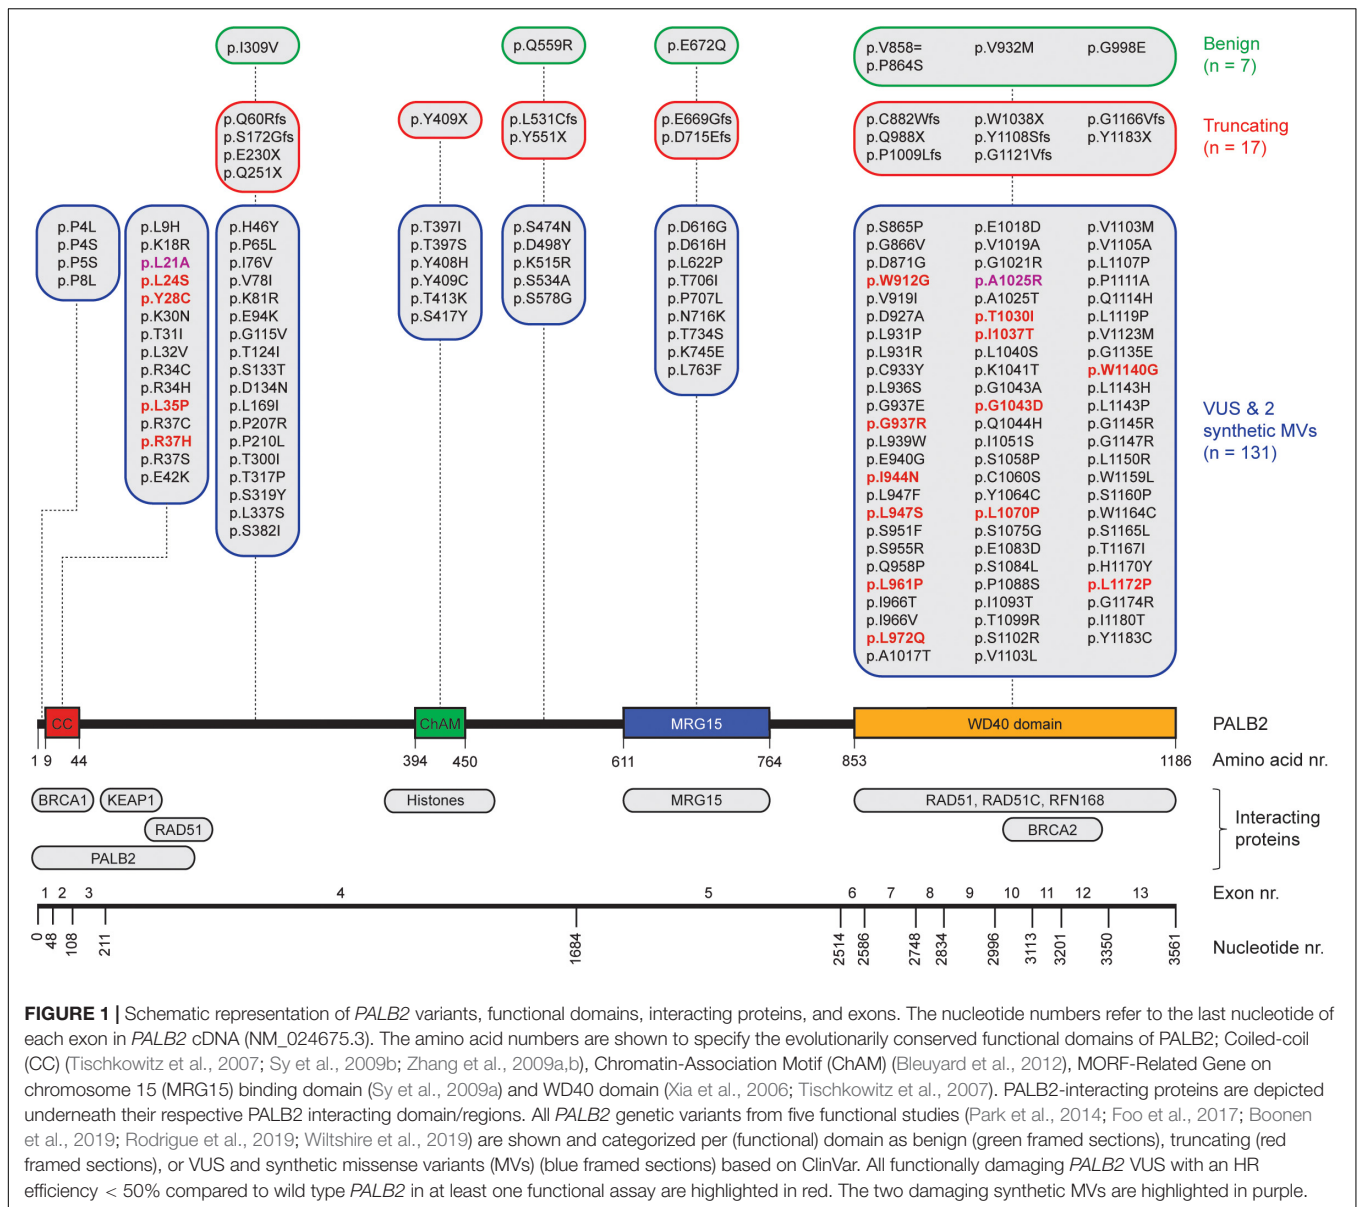 p.I309V
p.Q559R
p.E672Q
p.V858=
p.P864S
p.V932M
p.G998E
Benign
(n = 7)
p.Q60Rfs
p.S172Gfs
p.E230X
p.Q251X
p.Y409X
p.L531Cfs
p.Y551X
p.E669Gfs
p.D715Efs
p.C882Wfs
p.Q988X
p.P1009Lfs
p.W1038X
p.Y1108Sfs
p.G1121Vfs
p.G1166Vfs
p.Y1183X
Truncating
(n = 17)
p.P4L
p.P4S
p.P5S
p.P8L
p.L9H
p.K18R
p.L21A
p.L24S
p.Y28C
p.K30N
p.T31I
p.L32V
p.R34C
p.R34H
p.L35P
p.R37C
p.R37H
p.R37S
p.E42K
p.H46Y
p.P65L
p.I76V
p.V78I
p.K81R
p.E94K
p.G115V
p.T124I
p.S133T
p.D134N
p.L169I
p.P207R
p.P210L
p.T300I
p.T317P
p.S319Y
p.L337S
p.S382I
p.T397I
p.T397S
p.Y408H
p.Y409C
p.T413K
p.S417Y
p.S474N
p.D498Y
p.K515R
p.S534A
p.S578G
p.D616G
p.D616H
p.L622P
p.T706I
p.P707L
p.N716K
p.T734S
p.K745E
p.L763F
p.S865P
p.G866V
p.D871G
p.W912G
p.V919I
p.D927A
p.L931P
p.L931R
p.C933Y
p.L936S
p.G937E
p.G937R
p.L939W
p.E940G
p.I944N
p.L947F
p.L947S
p.S951F
p.S955R
p.Q958P
p.L961P
p.I966T
p.I966V
p.L972Q
p.A1017T
p.E1018D
p.V1019A
p.G1021R
p.A1025R
p.A1025T
p.T1030I
p.I1037T
p.L1040S
p.K1041T
p.G1043A
p.G1043D
p.Q1044H
p.I1051S
p.S1058P
p.C1060S
p.Y1064C
p.L1070P
p.S1075G
p.E1083D
p.S1084L
p.P1088S
p.I1093T
p.T1099R
p.S1102R
p.V1103L
p.V1103M
p.V1105A
p.L1107P
p.P1111A
p.Q1114H
p.L1119P
p.V1123M
p.G1135E
p.W1140G
p.L1143H
p.L1143P
p.G1145R
p.G1147R
p.L1150R
p.W1159L
p.S1160P
p.W1164C
p.S1165L
p.T1167I
p.H1170Y
p.L1172P
p.G1174R
p.I1180T
p.Y1183C
VUS & 2
synthetic MVs
(n = 131)
CC ChAM MRG15 WD40 domain PALB2
1 9 44 394 450 611 764 853 1186 Amino acid nr.
BRCA1 KEAP1 Histones MRG15 RAD51, RAD51C, RFN168
RAD51 BRCA2
PALB2
Interacting
proteins
1 2 3 4 5 6 7 8 9 10 11 12 13 Exon nr.
0 48 108 211 1684 2514 2586 2748 2834 2996 3113 3201 3350 3561 Nucleotide nr.
FIGURE 1 | Schematic representation of PALB2 variants, functional domains, interacting proteins, and exons. The nucleotide numbers refer to the last nucleotide of
each exon in PALB2 cDNA (NM_024675.3). The amino acid numbers are shown to specify the evolutionarily conserved functional domains of PALB2; Coiled-coil
(CC) (Tischkowitz et al., 2007; Sy et al., 2009b; Zhang et al., 2009a,b), Chromatin-Association Motif (ChAM) (Bleuyard et al., 2012), MORF-Related Gene on
chromosome 15 (MRG15) binding domain (Sy et al., 2009a) and WD40 domain (Xia et al., 2006; Tischkowitz et al., 2007). PALB2-interacting proteins are depicted
underneath their respective PALB2 interacting domain/regions. All PALB2 genetic variants from five functional studies (Park et al., 2014; Foo et al., 2017; Boonen
et al., 2019; Rodrigue et al., 2019; Wiltshire et al., 2019) are shown and categorized per (functional) domain as benign (green framed sections), truncating (red
framed sections), or VUS and synthetic missense variants (MVs) (blue framed sections) based on ClinVar. All functionally damaging PALB2 VUS with an HR
efficiency < 50% compared to wild type PALB2 in at least one functional assay are highlighted in red. The two damaging synthetic MVs are highlighted in purple.